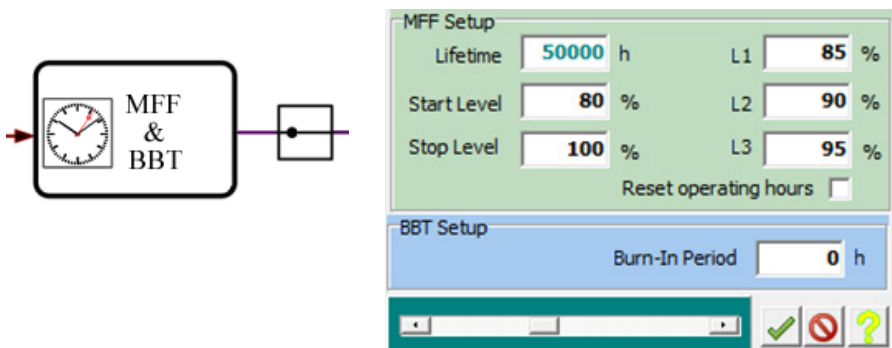 MFF
&
BBT
MFF Setup
Lifetime 50000 h L1 85 %
Start Level 80 % L2 90 %
Stop Level 100 % L3 95 %
Reset operating hours
BBT Setup
Burn-In Period 0 h
?